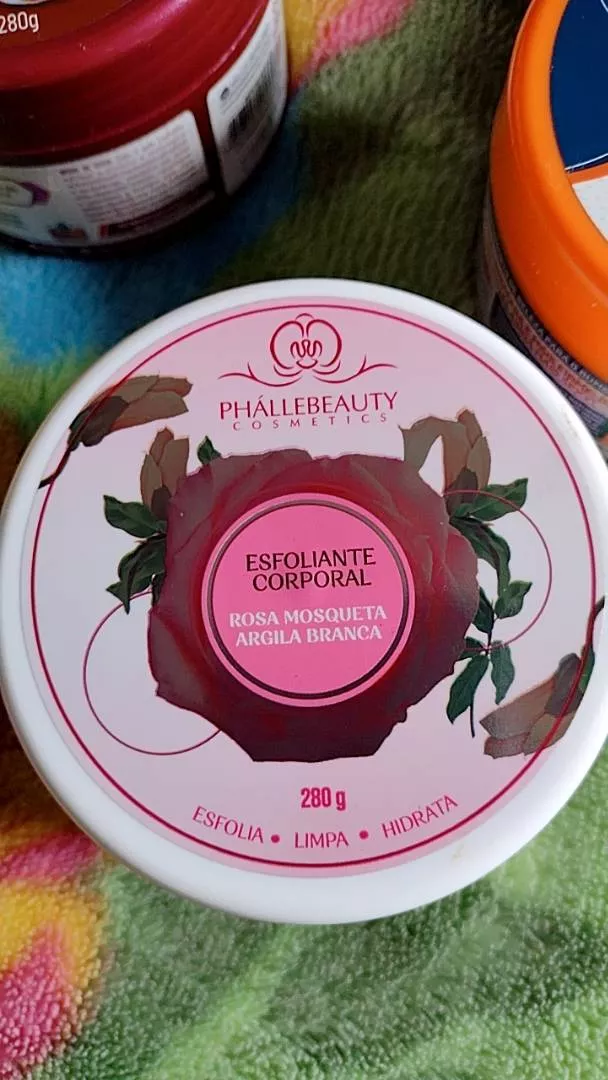 280g
PHÁLLEBEAUTY
COSMETICS
ESFOLIANTE
CORPORAL
ROSA MOSQUETA
ARGILA BRANCA
280 g
ESFOLIA • LIMPA • HIDRATA